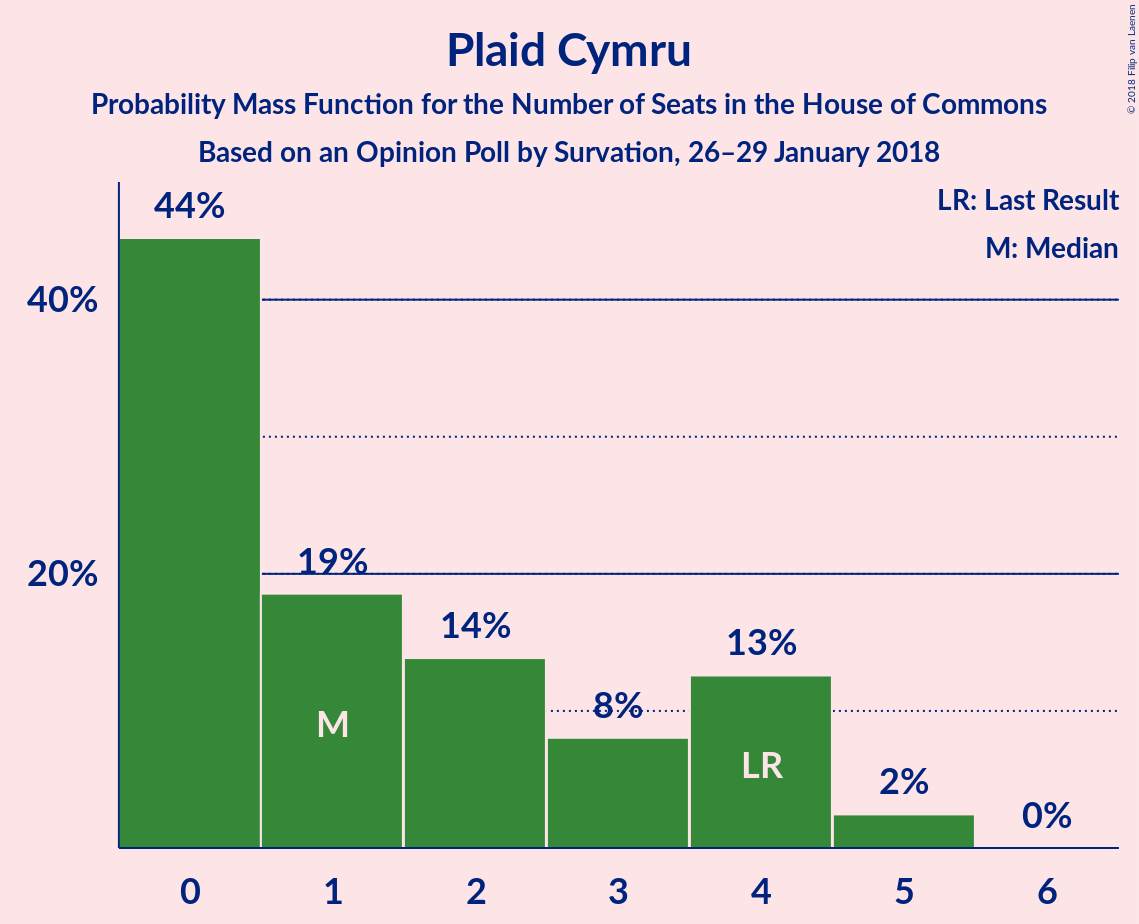 Plaid Cymru
Probability Mass Function for the Number of Seats in the House of Commons
Based on an Opinion Poll by Survation, 26–29 January 2018
© 2018 Filip van Laenen
LR: Last Result
M: Median
44%
40%
19%
20%
14%
13%
8%
M
LR
2%
0%
0 1 2 3 4 5 6